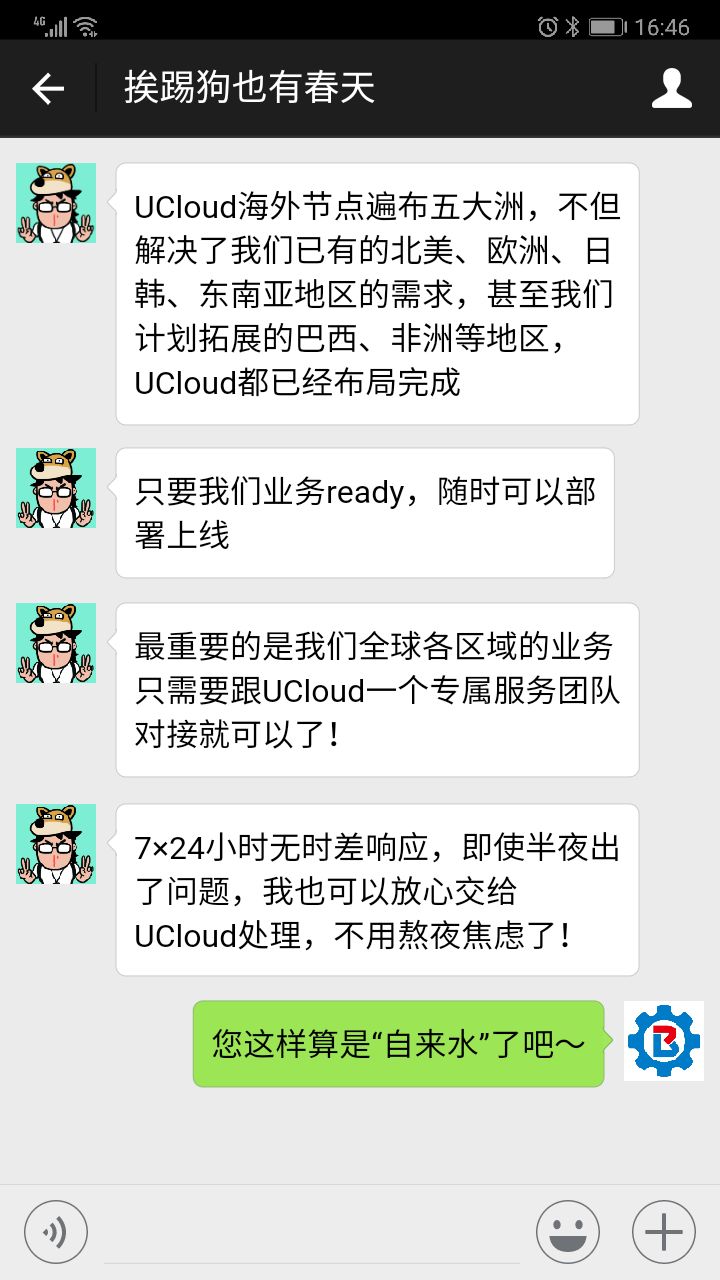 4G
16:46
挨踢狗也有春天
UCloud海外节点遍布五大洲，不但
解决了我们已有的北美、欧洲、日
韩、东南亚地区的需求，甚至我们
计划拓展的巴西、非洲等地区，
UCloud都已经布局完成
只要我们业务ready，随时可以部
署上线
最重要的是我们全球各区域的业务
只需要跟UCloud一个专属服务团队
对接就可以了！
7×24小时无时差响应，即使半夜出
了问题，我也可以放心交给
UCloud处理，不用熬夜焦虑了！
您这样算是“自来水”了吧～